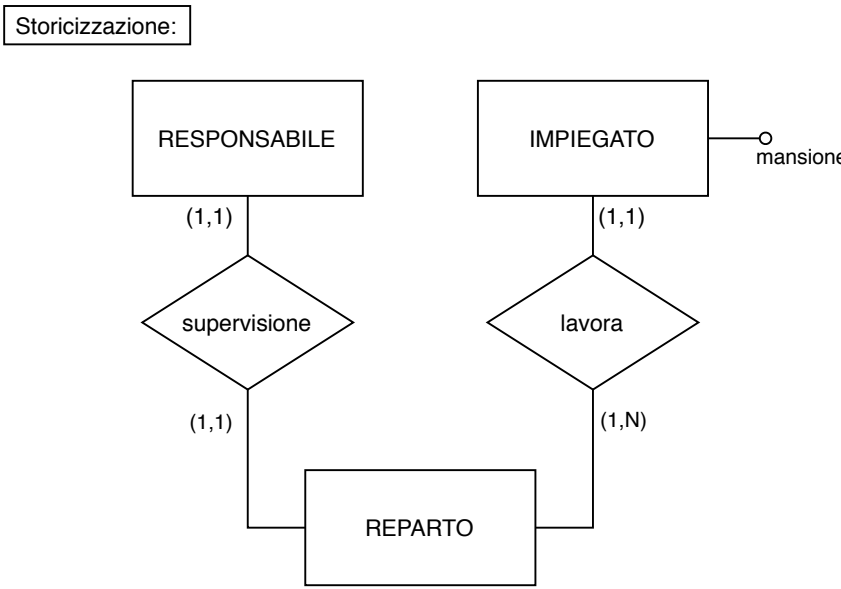 Storicizzazione:
RESPONSABILE
IMPIEGATO
mansione
(1,1)
(1,1)
supervisione
lavora
(1,1)
(1,N)
REPARTO